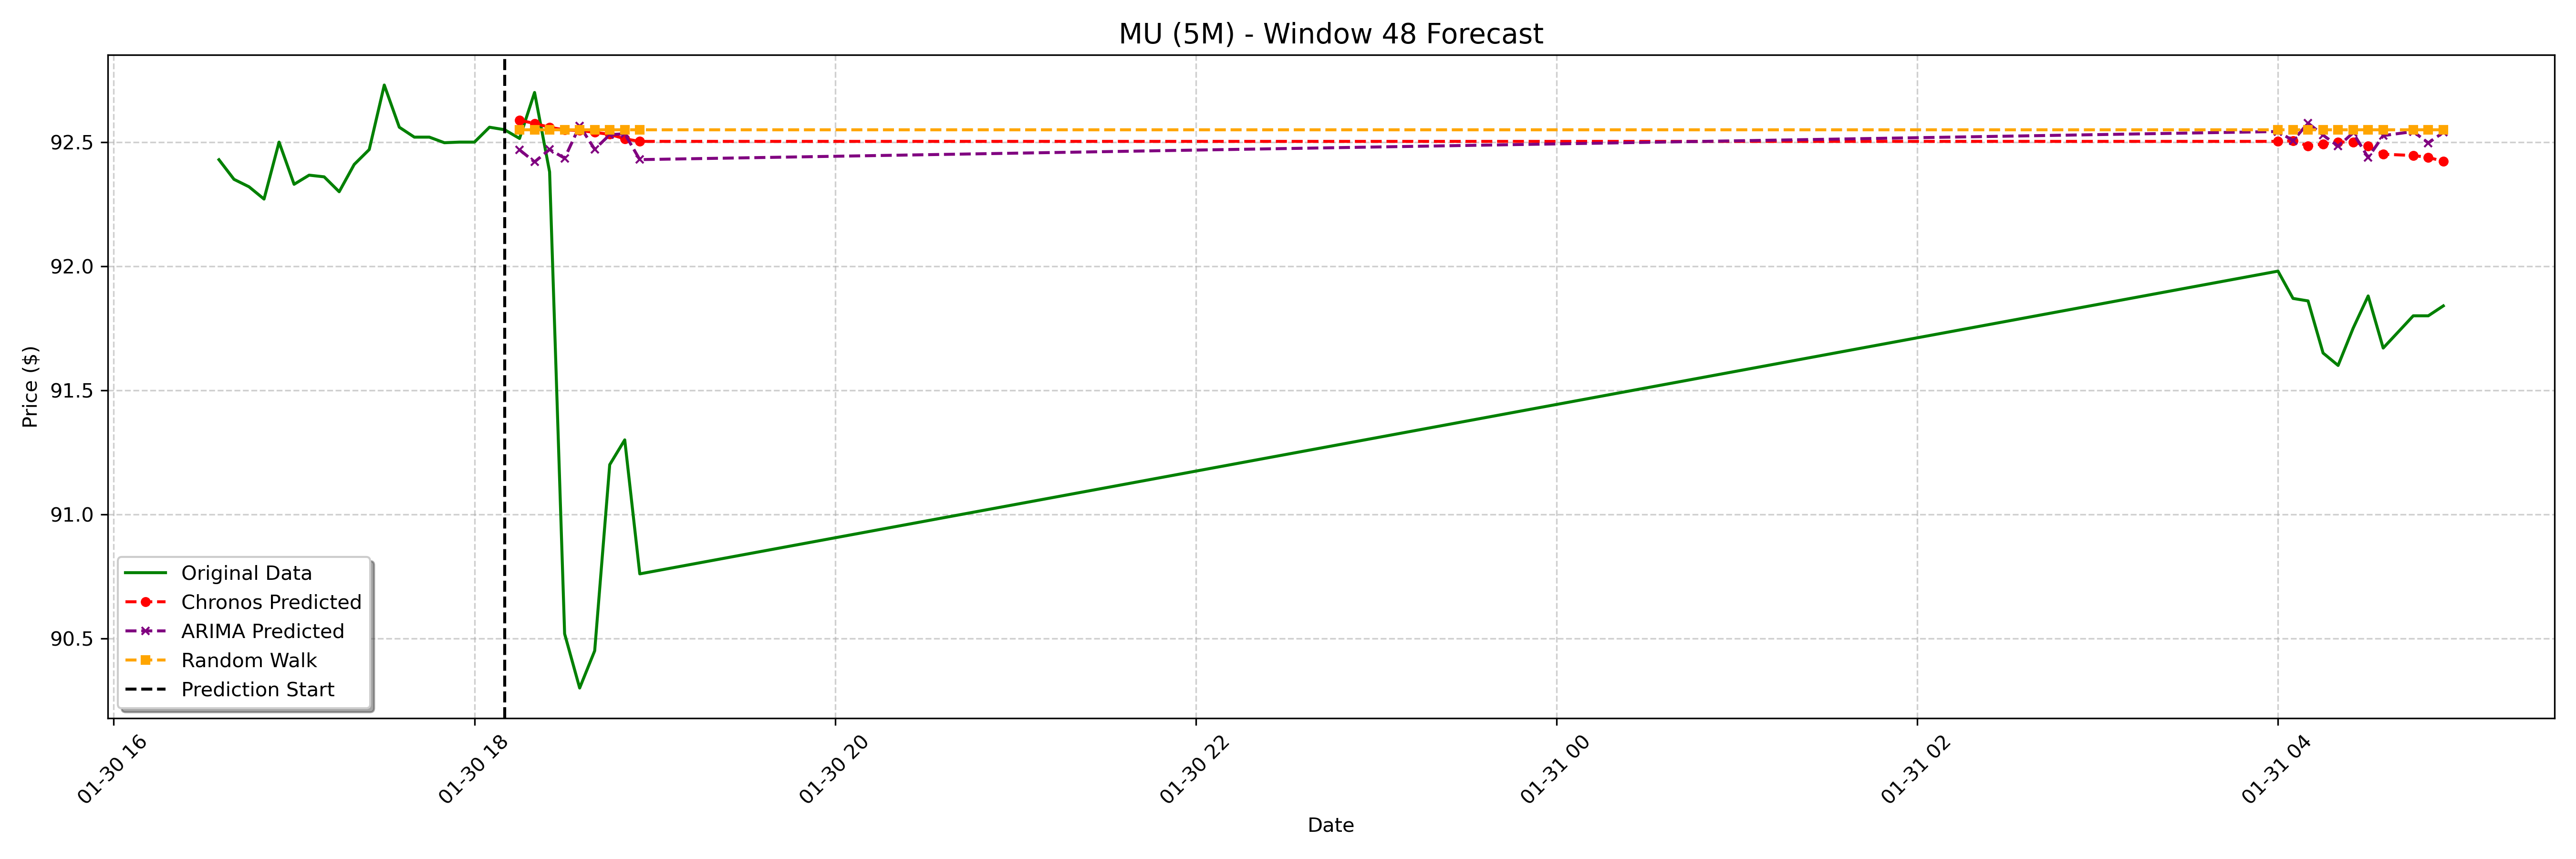 MU (5M) - Window 48 Forecast
Price ($)
92.5
92.0
91.5
91.0
90.5
Original Data
Chronos Predicted
ARIMA Predicted
Random Walk
Prediction Start
01-30 16
01-30 18
01-30 20
01-30 22
01-31 00
01-31 02
01-31 04
Date